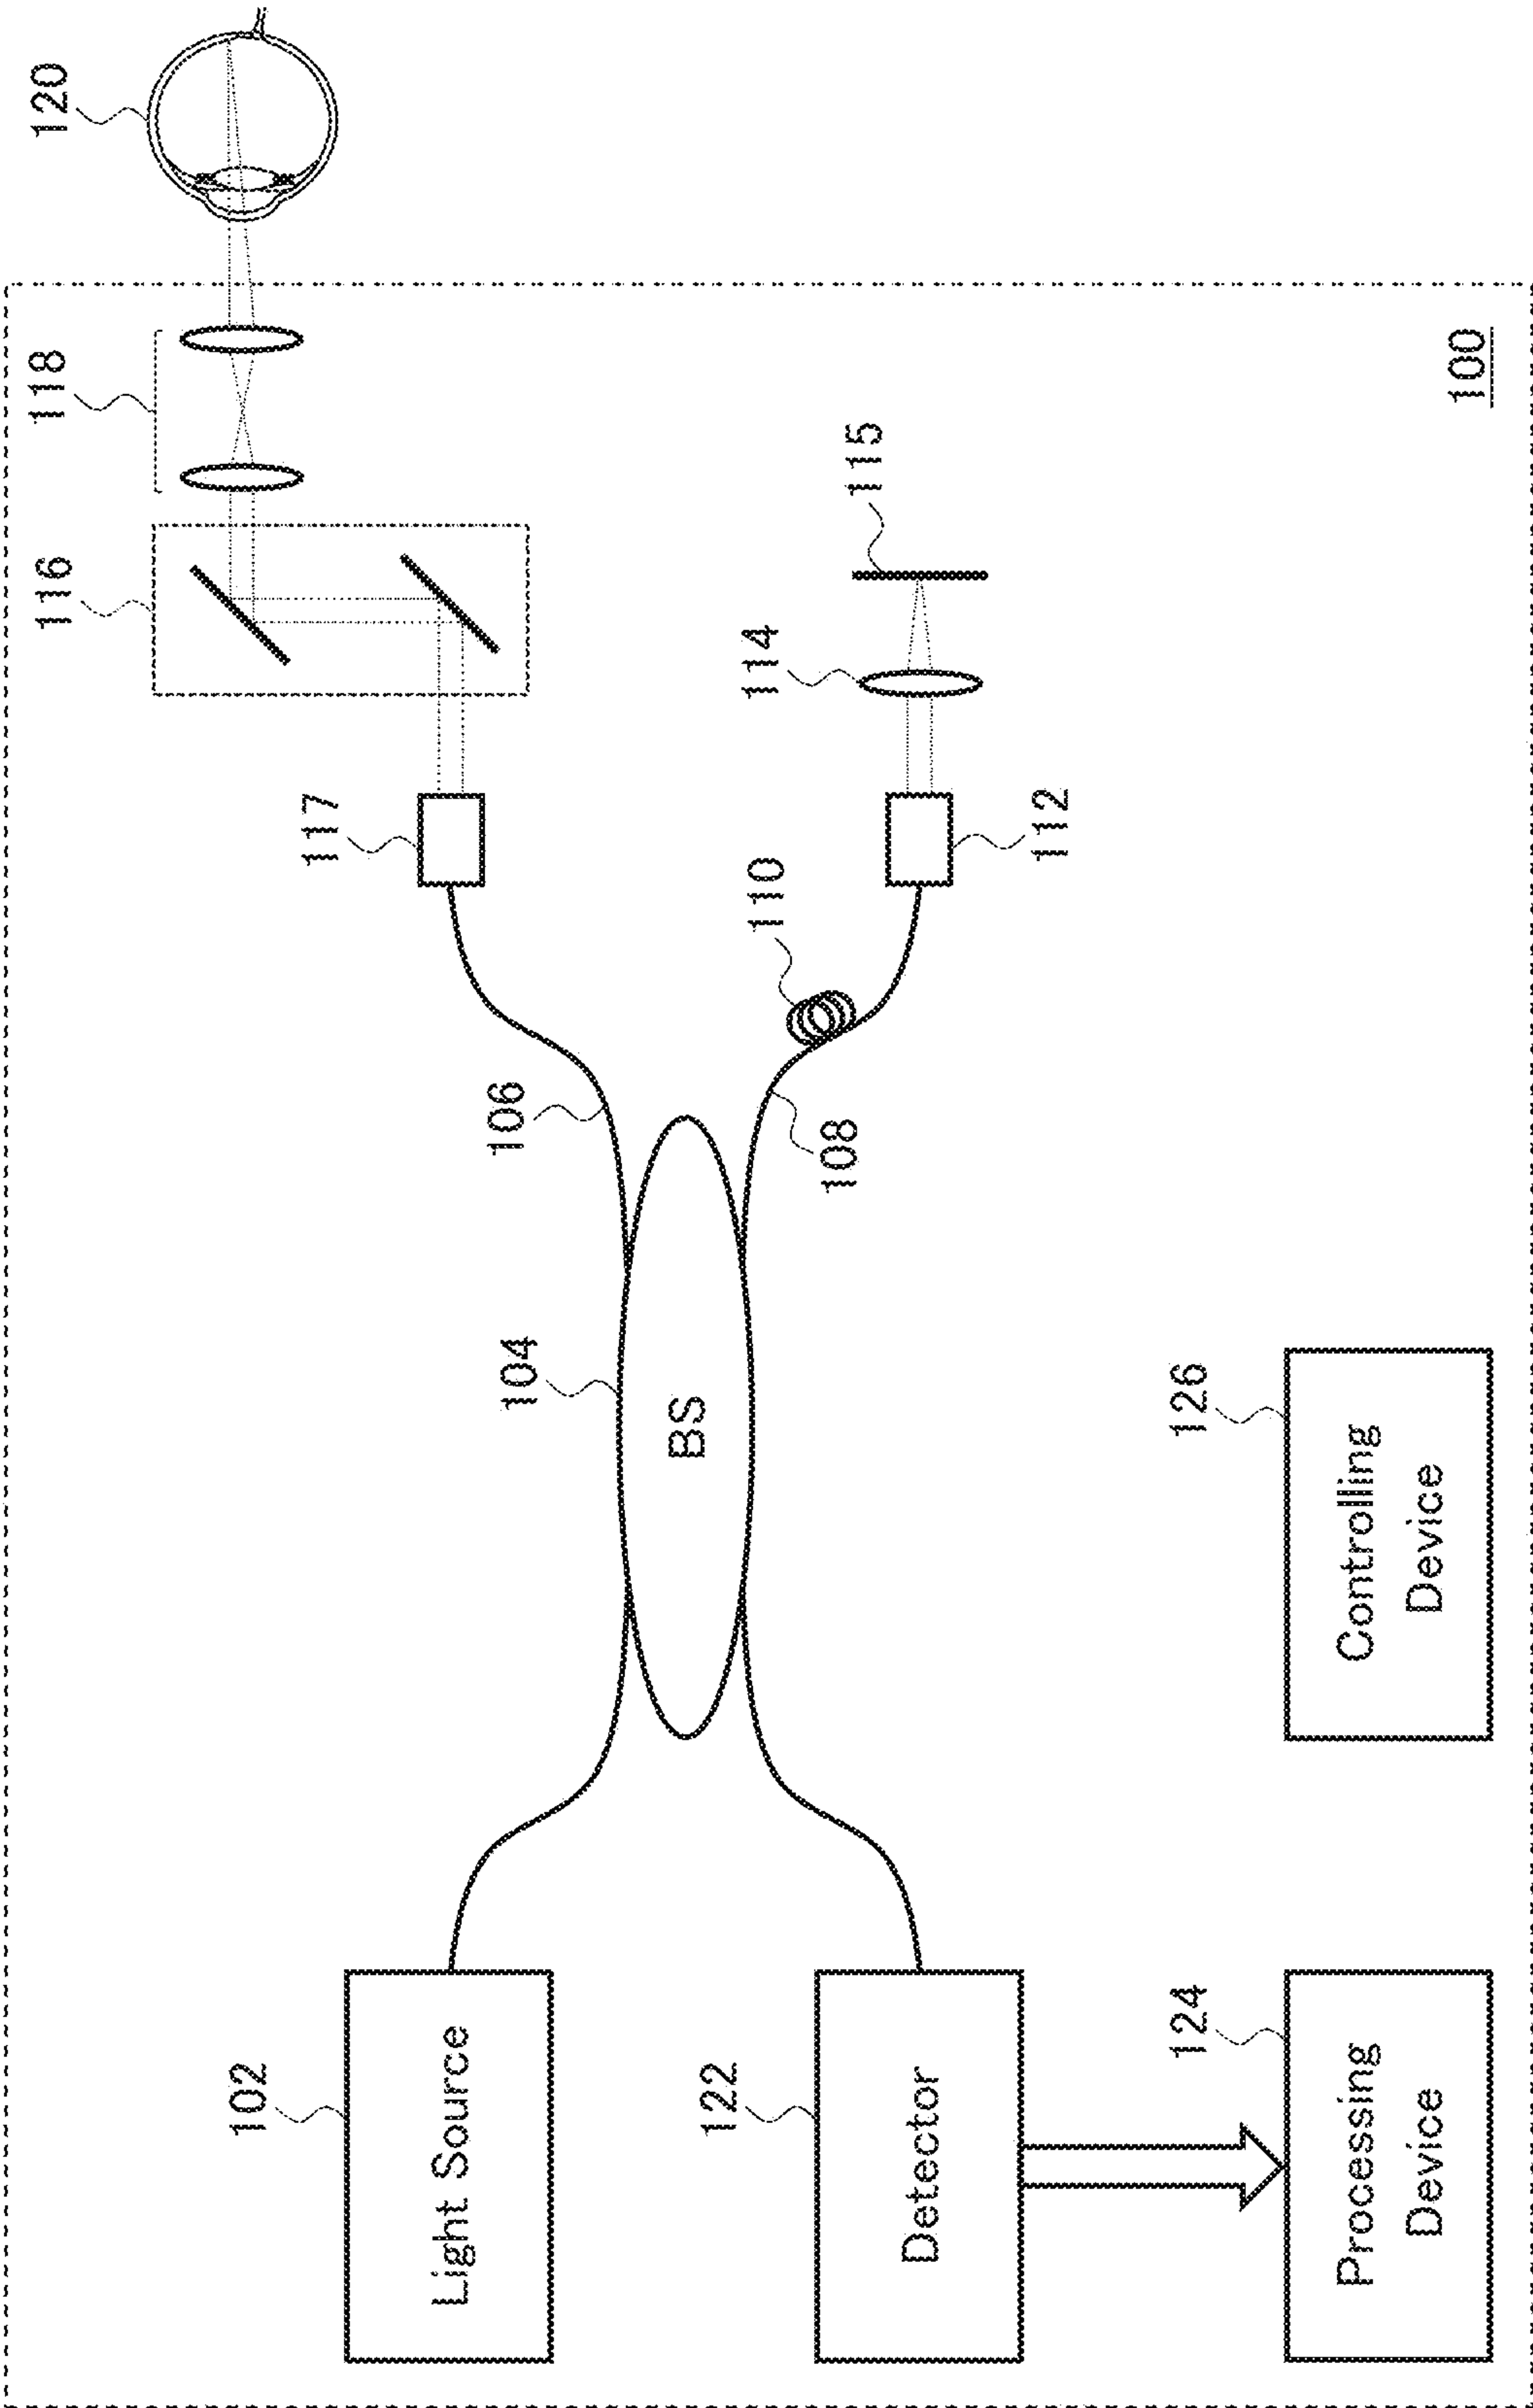 120
118
116
117
115
114
112
110
106
108
104
BS
102
Light Source
122
Detector
124
Processing
Device
126
Controlling
Device
100